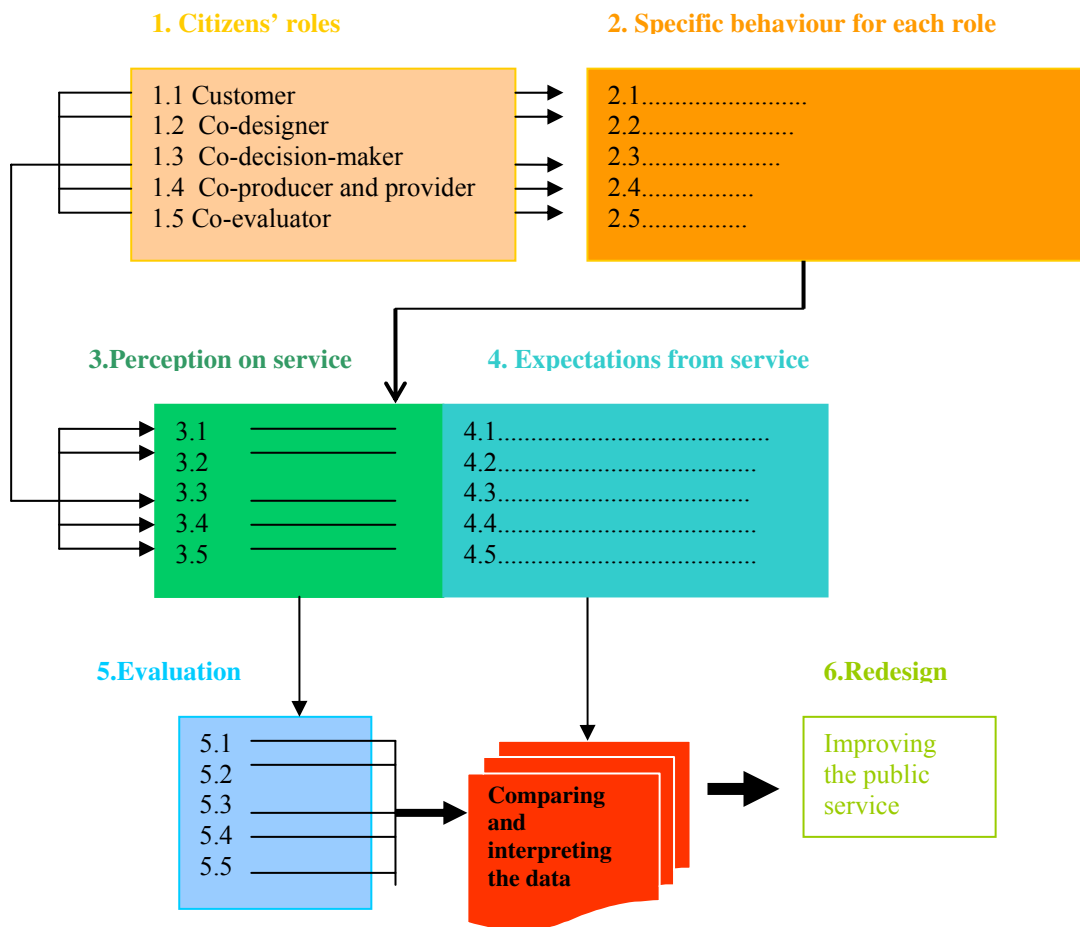 1. Citizens’ roles
2. Specific behaviour for each role
1.1 Customer
1.2 Co-designer
1.3 Co-decision-maker
1.4 Co-producer and provider
1.5 Co-evaluator
2.1.........................
2.2.......................
2.3.....................
2.4.................
2.5................
3.Perception on service
4. Expectations from service
3.1
3.2
3.3
3.4
3.5
4.1.........................................
4.2.......................................
4.3......................................
4.4.......................................
4.5.......................................
5.Evaluation
6.Redesign
5.1
5.2
5.3
5.4
5.5
Comparing
and
interpreting
the data
Improving
the public
service